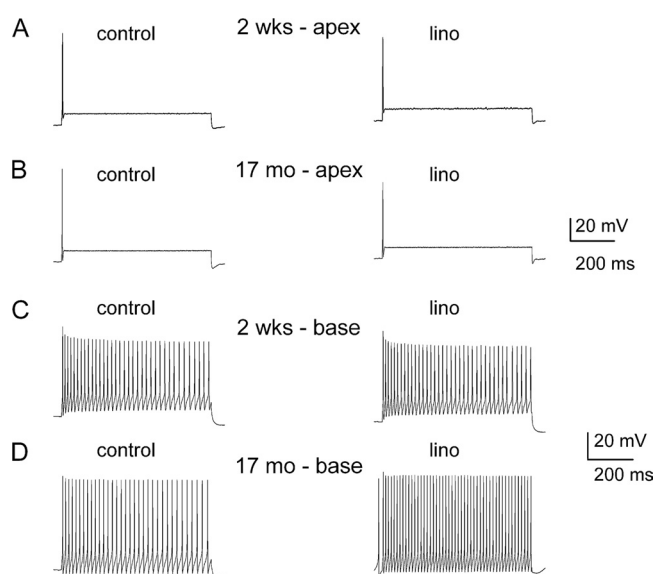 A control 2 wks - apex lino
B control 17 mo - apex lino
20 mV
200 ms
C control 2 wks - base lino
20 mV
200 ms
D control 17 mo - base lino